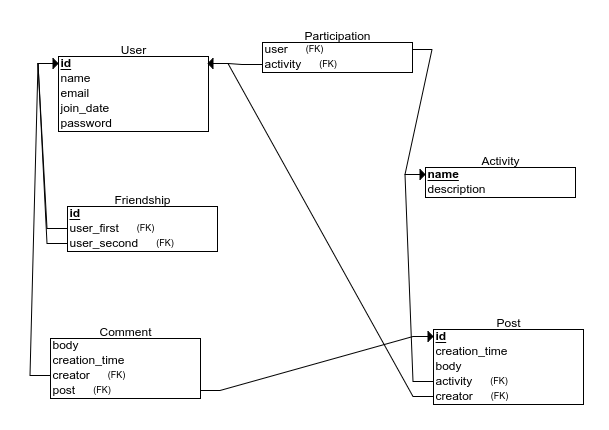 User
id
name
email
join_date
password
Participation
user (FK)
activity (FK)
Activity
name
description
Friendship
id
user_first (FK)
user_second (FK)
Comment
body
creation_time
creator (FK)
post (FK)
Post
id
creation_time
body
activity (FK)
creator (FK)